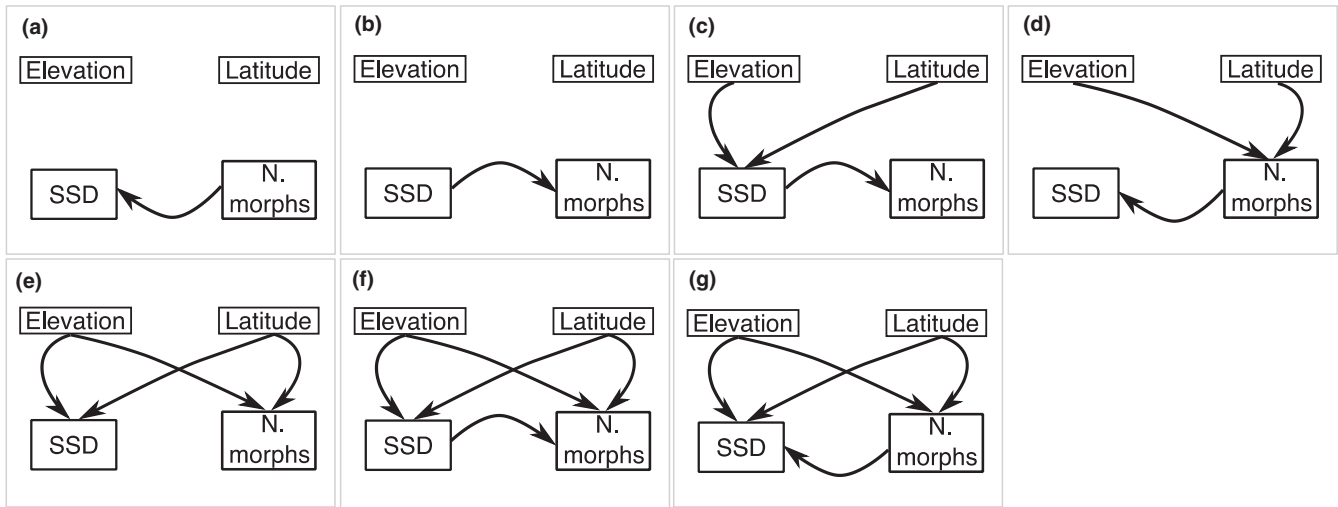 (a)
Elevation
Latitude
SSD
N.
morphs
(b)
Elevation
Latitude
SSD
N.
morphs
(c)
Elevation
Latitude
SSD
N.
morphs
(d)
Elevation
Latitude
SSD
N.
morphs
(e)
Elevation
Latitude
SSD
N.
morphs
(f)
Elevation
Latitude
SSD
N.
morphs
(g)
Elevation
Latitude
SSD
N.
morphs